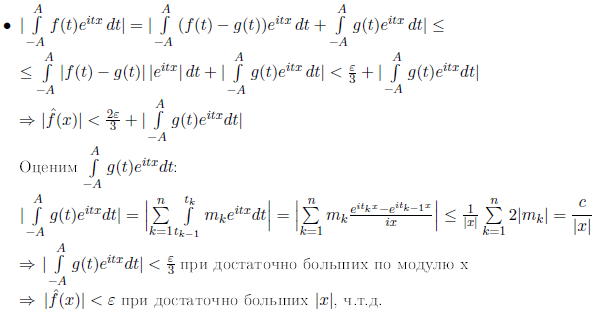 • | ∫_{-A}^{A} f(t)e^{itx} dt| = | ∫_{-A}^{A} (f(t) − g(t))e^{itx} dt + ∫_{-A}^{A} g(t)e^{itx} dt| ≤
≤ ∫_{-A}^{A} |f(t) − g(t)| |e^{itx}| dt + | ∫_{-A}^{A} g(t)e^{itx} dt| < ε/3 + | ∫_{-A}^{A} g(t)e^{itx}dt|
⇒ |f̂(x)| < 2ε/3 + | ∫_{-A}^{A} g(t)e^{itx}dt|
Оценим ∫_{-A}^{A} g(t)e^{itx}dt:
| ∫_{-A}^{A} g(t)e^{itx}dt| = |∑_{k=1}^{n} ∫_{t_{k-1}}^{t_k} m_k e^{itx}dt| = |∑_{k=1}^{n} m_k (e^{it_k x} − e^{it_{k-1} x})/(ix)| ≤ 1/|x| ∑_{k=1}^{n} 2|m_k| = c/|x|
⇒ | ∫_{-A}^{A} g(t)e^{itx}dt| < ε/3 при достаточно больших по модулю x
⇒ |f̂(x)| < ε при достаточно больших |x|, ч.т.д.